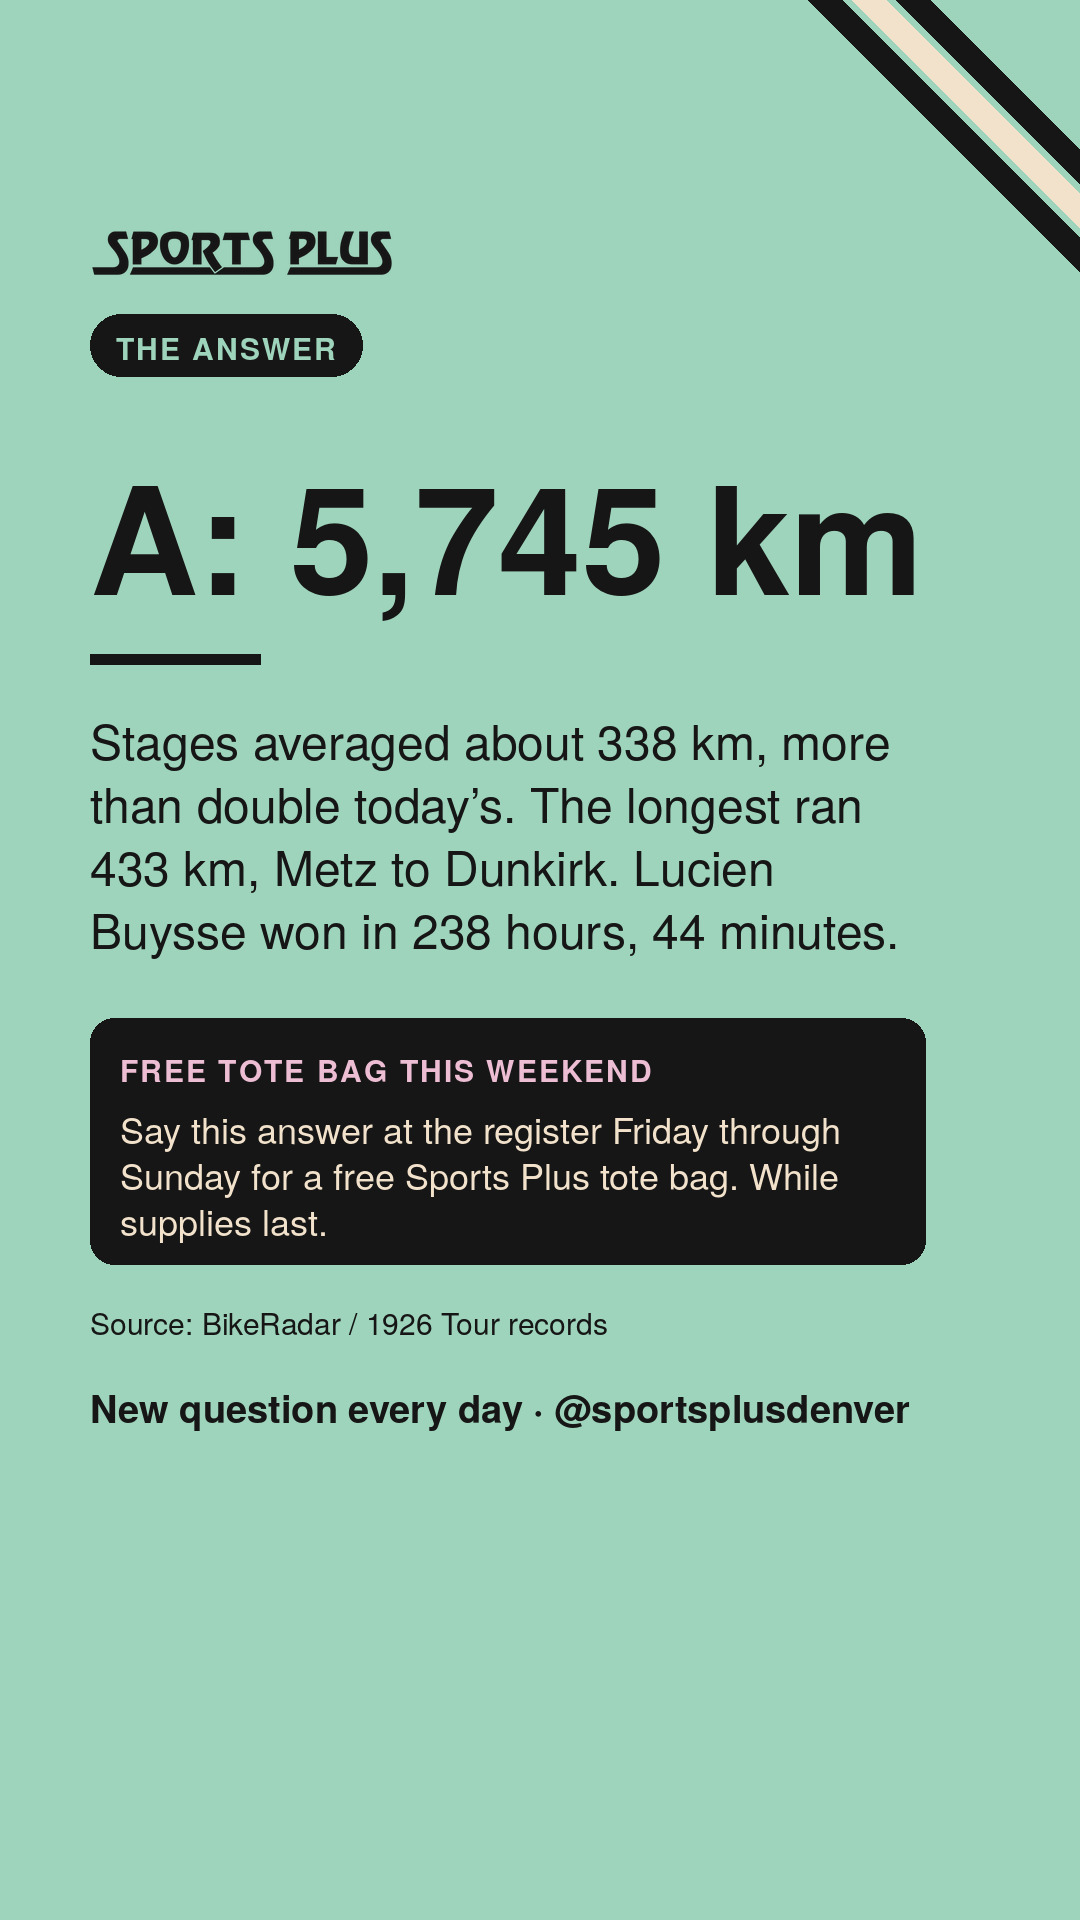 SPORTS PLUS
THE ANSWER
A: 5,745 km
Stages averaged about 338 km, more
than double today’s. The longest ran
433 km, Metz to Dunkirk. Lucien
Buysse won in 238 hours, 44 minutes.
FREE TOTE BAG THIS WEEKEND
Say this answer at the register Friday through
Sunday for a free Sports Plus tote bag. While
supplies last.
Source: BikeRadar / 1926 Tour records
New question every day · @sportsplusdenver